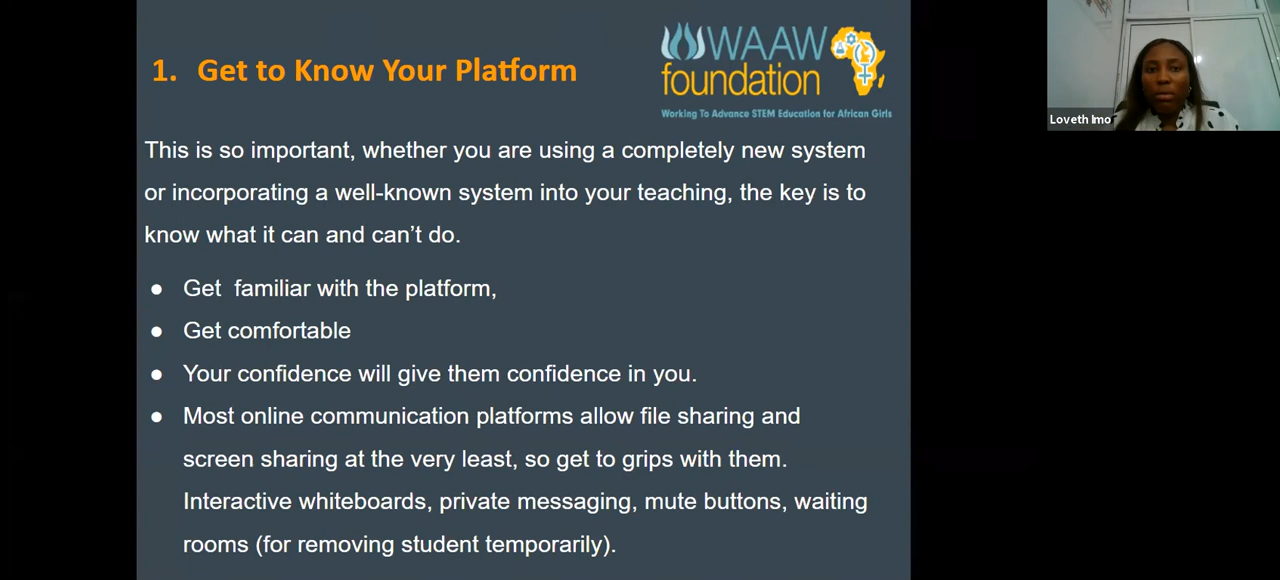 1. Get to Know Your Platform
WAAW
foundation
Working To Advance STEM Education for African Girls
Loveth Imo
This is so important, whether you are using a completely new system
or incorporating a well-known system into your teaching, the key is to
know what it can and can’t do.
● Get  familiar with the platform,
● Get comfortable
● Your confidence will give them confidence in you.
● Most online communication platforms allow file sharing and
screen sharing at the very least, so get to grips with them.
Interactive whiteboards, private messaging, mute buttons, waiting
rooms (for removing student temporarily).